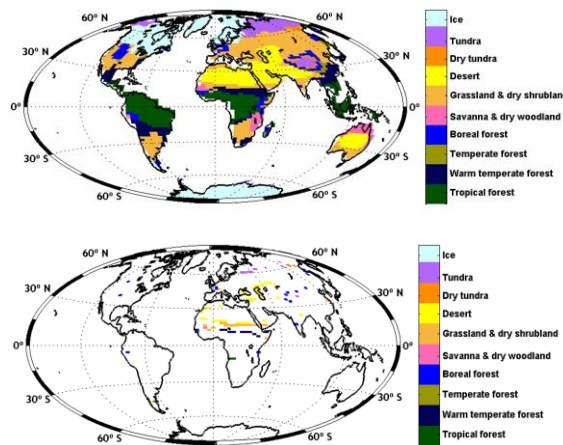 60° N
60° N
30° N
0°
0°
30° S
30° S
60° S
60° S
Ice
Tundra
Dry tundra
Desert
Grassland & dry shrublan
Savanna & dry woodland
Boreal forest
Temperate forest
Warm temperate forest
Tropical forest
60° N
60° N
30° N
0°
0°
30° S
30° S
60° S
60° S
Ice
Tundra
Dry tundra
Desert
Grassland & dry shrubland
Savanna & dry woodland
Boreal forest
Temperate forest
Warm temperate forest
Tropical forest